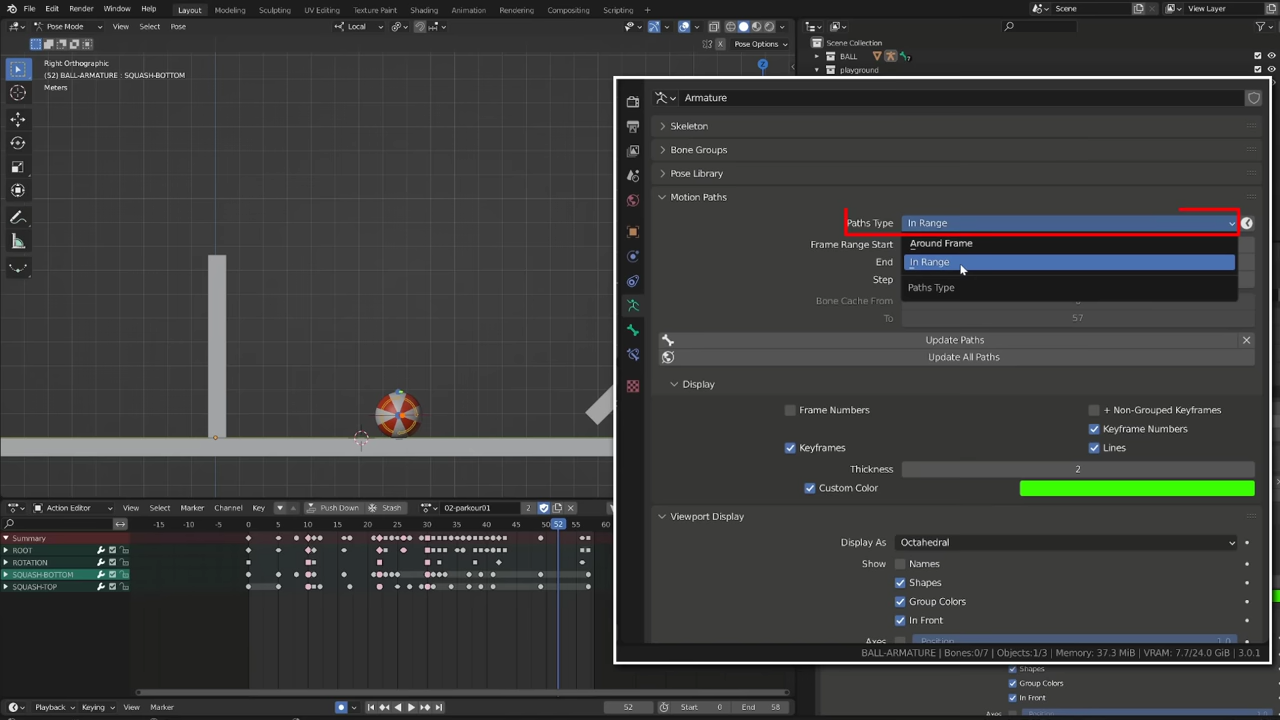 File Edit Render Window Help Layout Modeling Sculpting UV Editing Texture Paint Shading Animation Rendering Compositing Scripting + Scene View Layer
Pose Mode View Select Pose Local
Pose Options
Right Orthographic
(52) BALL-ARMATURE : SQUASH-BOTTOM
Meters
Z
Scene Collection
BALL
playground
Armature
Skeleton
Bone Groups
Pose Library
Motion Paths
Paths Type In Range
Frame Range Start
Around Frame
End
In Range
Step
Paths Type
Bone Cache From
To 57
Update Paths
Update All Paths
Display
Frame Numbers + Non-Grouped Keyframes
Keyframe Numbers
Keyframes Lines
Thickness 2
Custom Color
Viewport Display
Display As Octahedral
Show Names
Shapes
Group Colors
In Front
Axes Position 1.0
BALL-ARMATURE | Bones:0/7 | Objects:1/3 | Memory: 37.3 MiB | VRAM: 7.7/24.0 GiB | 3.0.1
Action Editor View Select Marker Channel Key Push Down Stash 02-parkour01 2
-15 -10 -5 0 5 10 15 20 25 30 35 40 45 50 52 55 60
Summary
ROOT
ROTATION
SQUASH-BOTTOM
SQUASH-TOP
Shapes
Group Colors
In Front
Axes Position 1.0
Playback Keying View Marker 52 Start 0 End 58